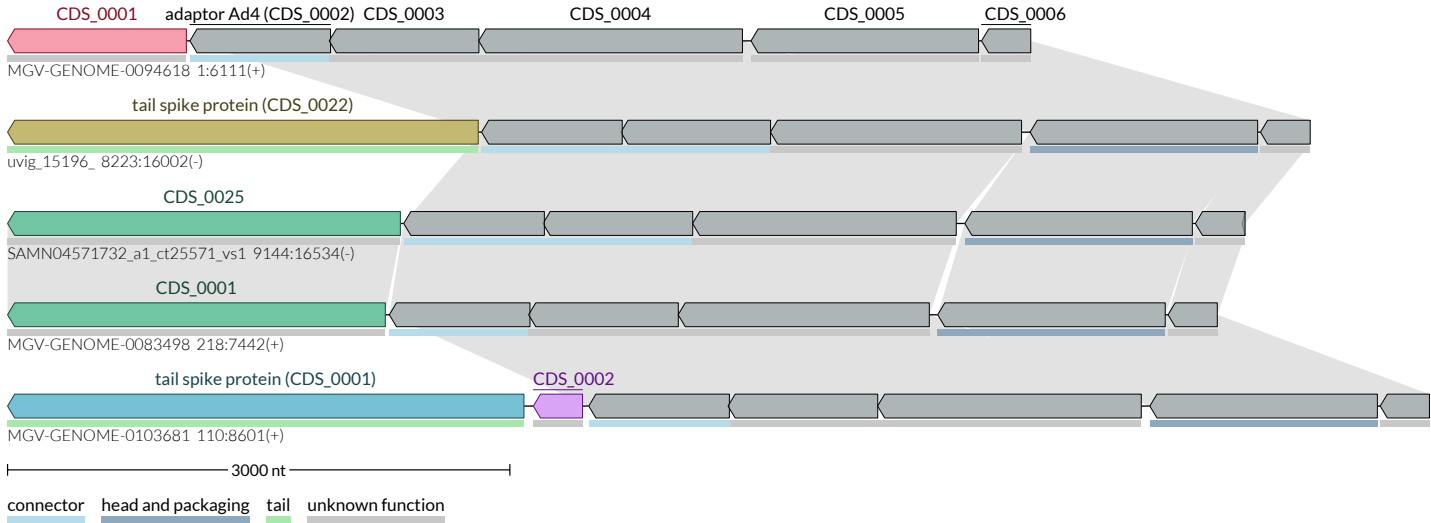 CDS_0001 adaptor Ad4 (CDS_0002) CDS_0003 CDS_0004 CDS_0005 CDS_0006
MGV-GENOME-0094618 1:6111(+)
tail spike protein (CDS_0022)
uvig_15196_ 8223:16002(-)
CDS_0025
SAMN04571732_a1_ct25571_vs1 9144:16534(-)
CDS_0001
MGV-GENOME-0083498 218:7442(+)
tail spike protein (CDS_0001) CDS_0002
MGV-GENOME-0103681 110:8601(+)
3000 nt
connector head and packaging tail unknown function